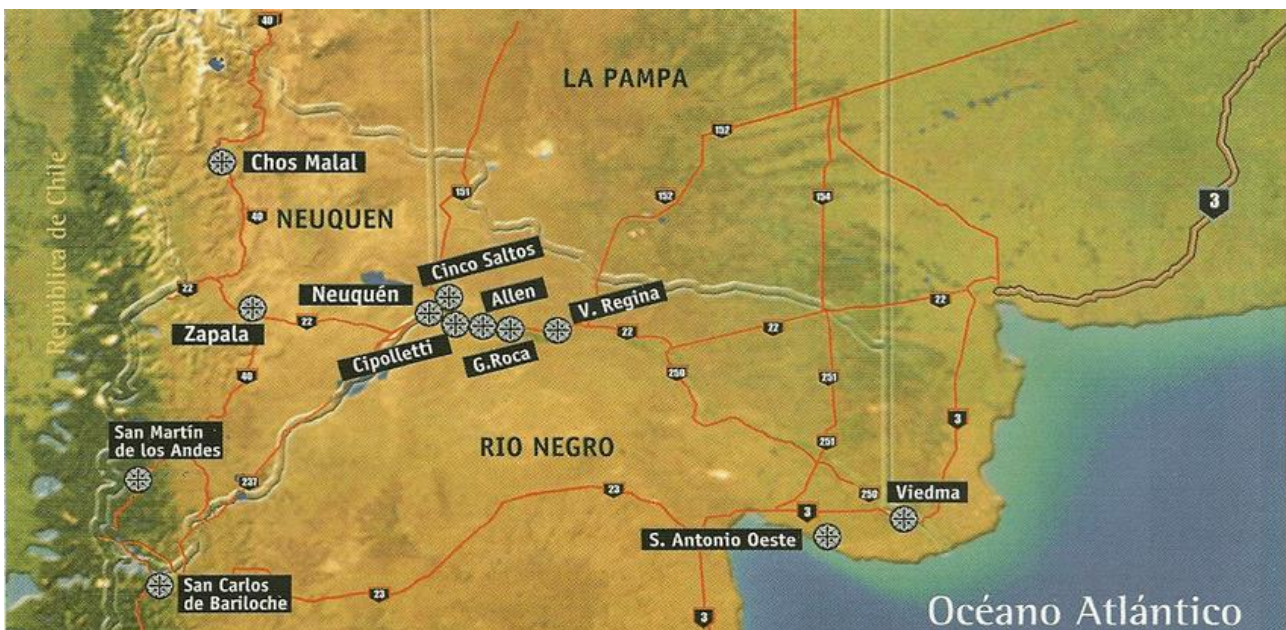 40
LA PAMPA
152
3
República de Chile
Chos Malal
151
152
154
40
NEUQUEN
Cinco Saltos
22
Neuquén
Allen
V. Regina
22
Zapala
22
22
22
Cipolletti
G.Roca
40
250
251
3
San Martín
de los Andes
RIO NEGRO
251
237
23
250
Viedma
3
S. Antonio Oeste
San Carlos
de Bariloche
23
3
Océano Atlántico